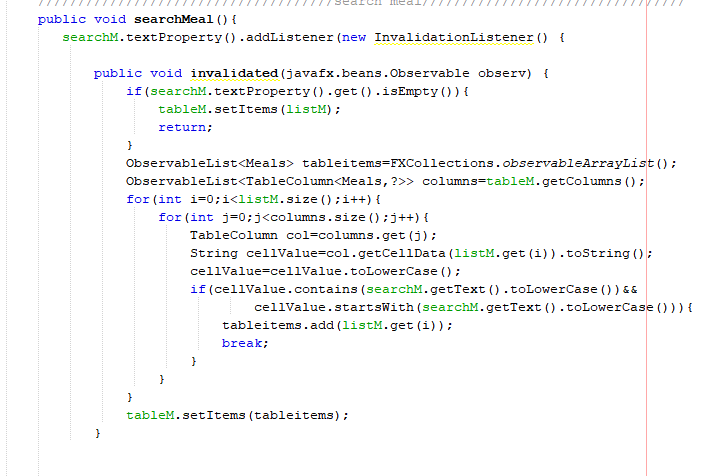 ////////////////////////////////////search meal/////////////////////////////////
public void searchMeal(){
searchM.textProperty().addListener(new InvalidationListener() {
public void invalidated(javafx.beans.Observable observ) {
if(searchM.textProperty().get().isEmpty()){
tableM.setItems(listM);
return;
}
ObservableList<Meals> tableitems=FXCollections.observableArrayList();
ObservableList<TableColumn<Meals,?>> columns=tableM.getColumns();
for(int i=0;i<listM.size();i++){
for(int j=0;j<columns.size();j++){
TableColumn col=columns.get(j);
String cellValue=col.getCellData(listM.get(i)).toString();
cellValue=cellValue.toLowerCase();
if(cellValue.contains(searchM.getText().toLowerCase())&&
cellValue.startsWith(searchM.getText().toLowerCase())){
tableitems.add(listM.get(i));
break;
}
}
}
tableM.setItems(tableitems);
}